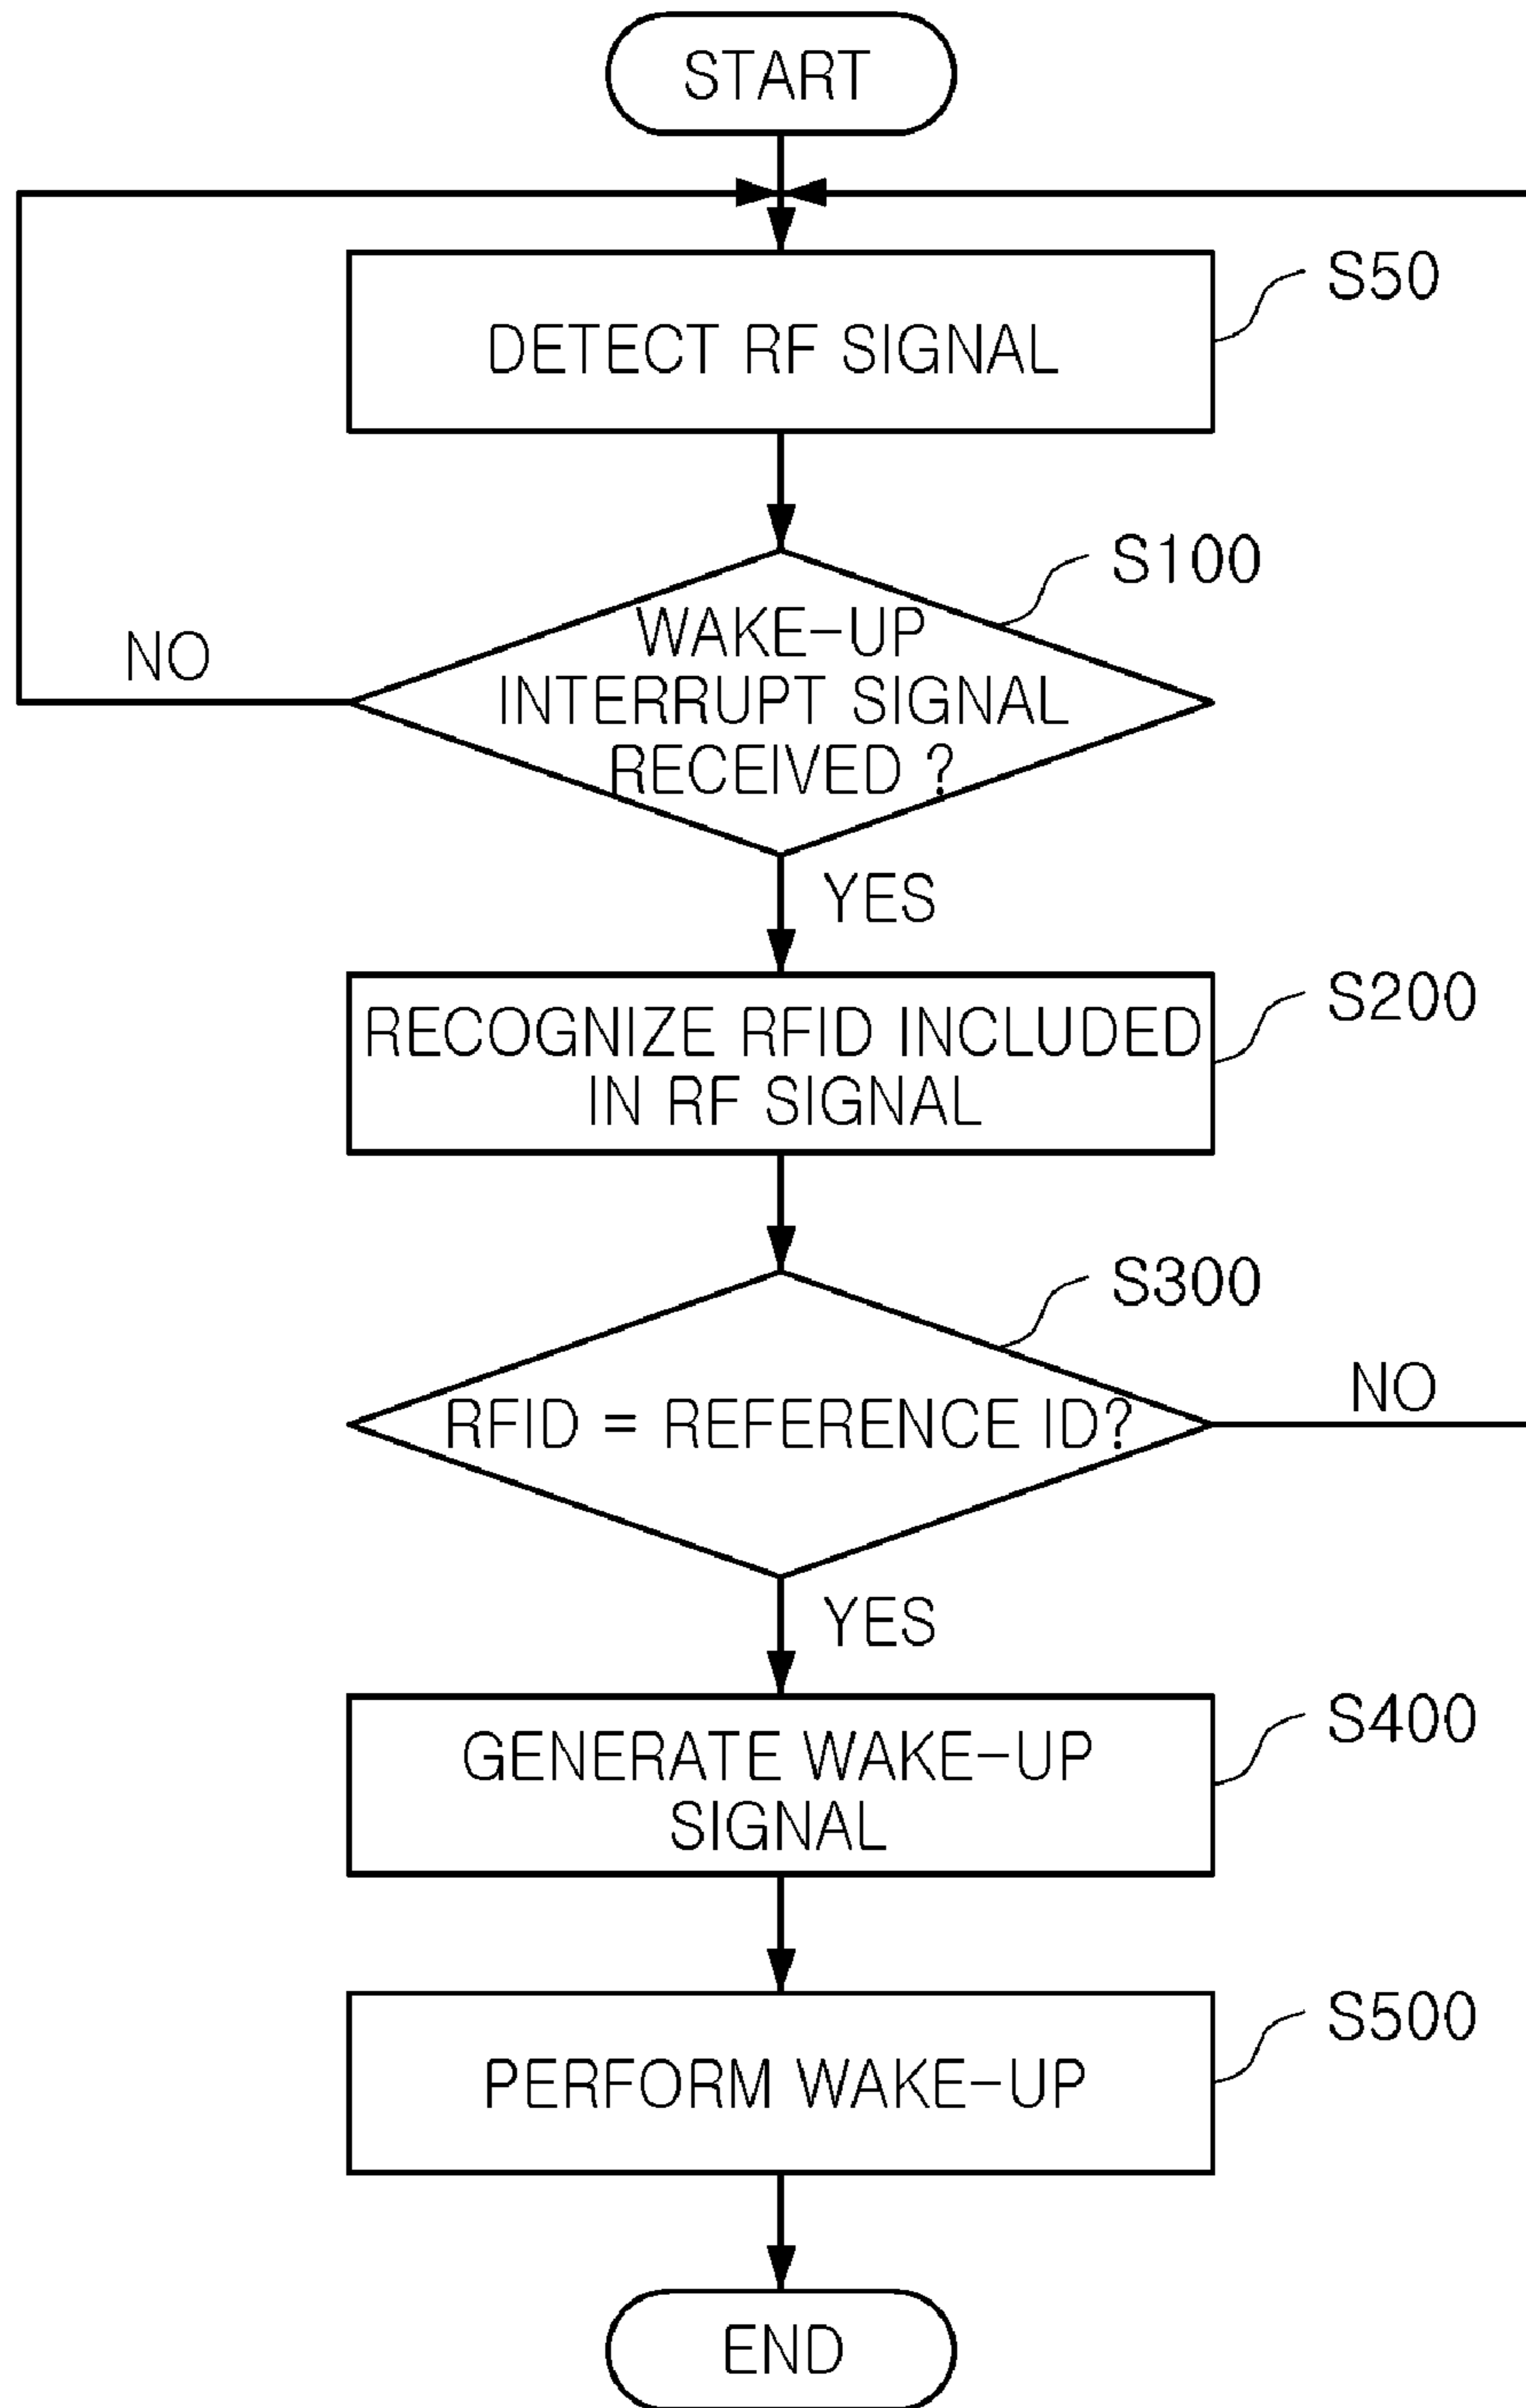 START
S50
DETECT RF SIGNAL
S100
WAKE-UP
INTERRUPT SIGNAL
RECEIVED ?
NO
YES
S200
RECOGNIZE RFID INCLUDED
IN RF SIGNAL
S300
RFID = REFERENCE ID?
NO
YES
S400
GENERATE WAKE-UP
SIGNAL
S500
PERFORM WAKE-UP
END